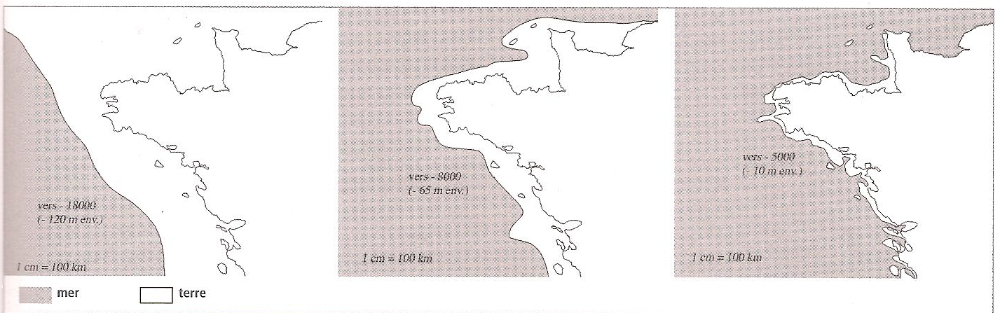 vers - 18000
(- 120 m env.)
1 cm = 100 km
vers - 8000
(- 65 m env.)
1 cm = 100 km
vers - 5000
(- 10 m env.)
1 cm = 100 km
mer
terre